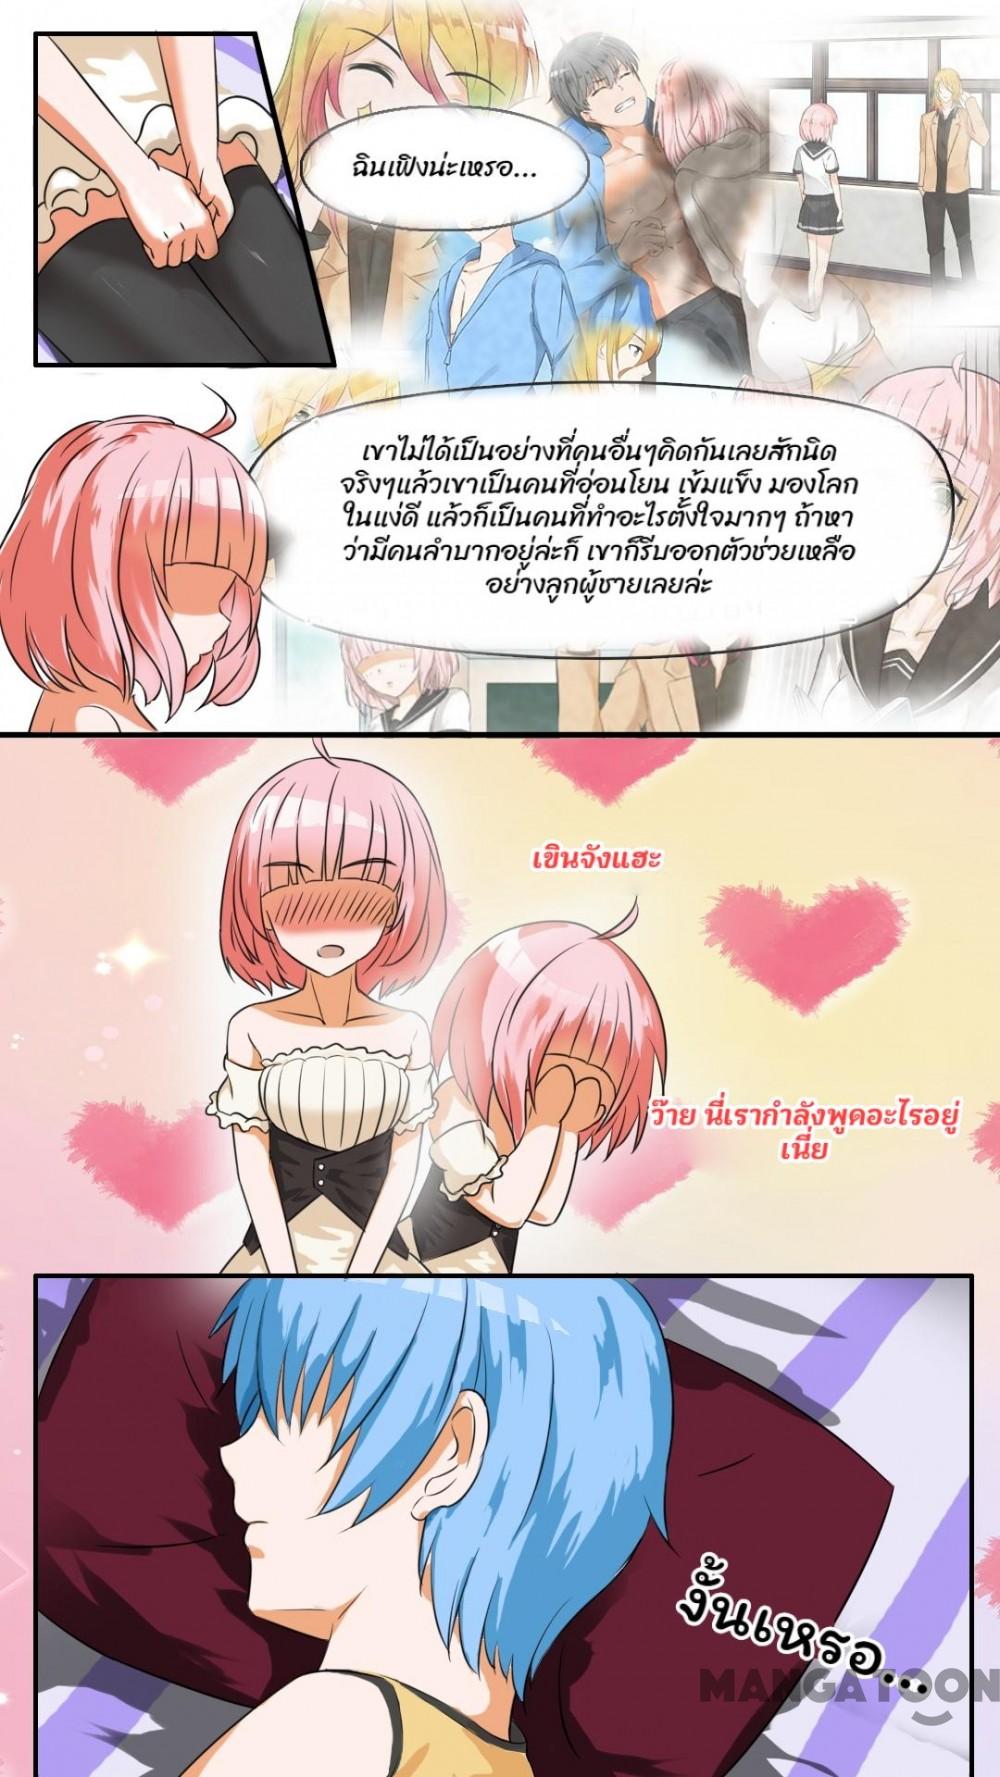 ฉินเฟิงน่ะเหรอ...
เขาไม่ได้เป็นอย่างที่คนอื่นๆคิดกันเลยสักนิด
จริงๆแล้วเขาเป็นคนที่อ่อนโยน เข้มแข็ง มองโลก
ในแง่ดี แล้วก็เป็นคนที่ทำอะไรตั้งใจมากๆ ถ้าหา
ว่ามีคนลำบากอยู่ล่ะก็ เขาก็รีบออกตัวช่วยเหลือ
อย่างลูกผู้ชายเลยล่ะ
เขินจังแฮะ
ว๊าย นี่เรากำลังพูดอะไรอยู่
เนี่ย
งั้นเหรอ...
MANGATOON